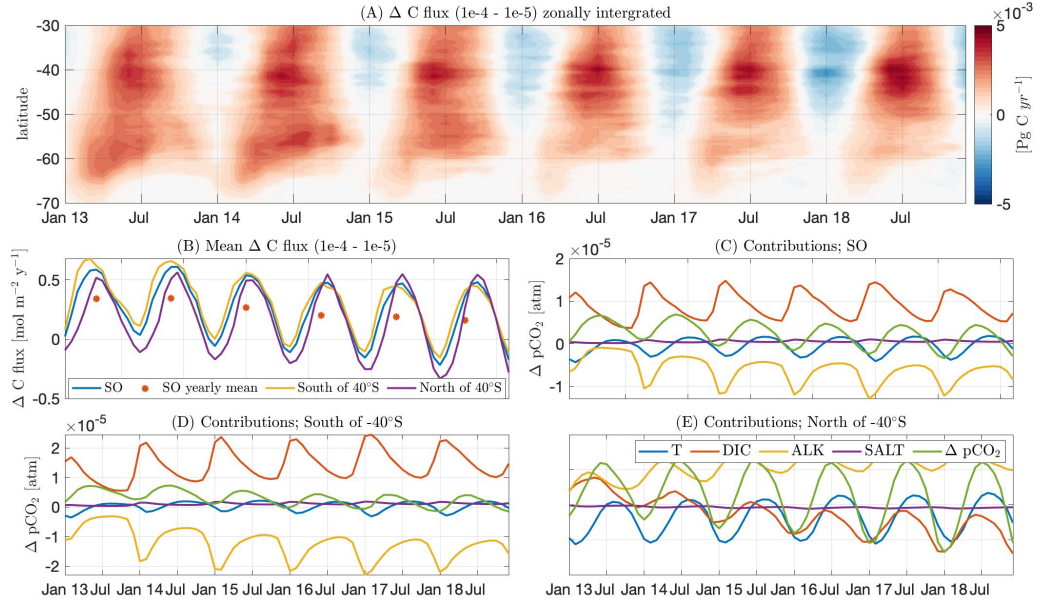 (A) Δ C flux (1e-4 - 1e-5) zonally intergrated
-30
-40
-50
-60
-70
latitude
Jan 13 Jul Jan 14 Jul Jan 15 Jul Jan 16 Jul Jan 17 Jul Jan 18 Jul
×10⁻³
5
0
-5
[Pg C yr⁻¹]
(B) Mean Δ C flux (1e-4 - 1e-5)
Δ C flux [mol m⁻² y⁻¹]
0.5
0
-0.5
SO SO yearly mean South of 40°S North of 40°S
(C) Contributions; SO
×10⁻⁵
Δ pCO₂ [atm]
2
1
0
-1
(D) Contributions; South of -40°S
×10⁻⁵
Δ pCO₂ [atm]
2
1
0
-1
-2
Jan 13 Jul Jan 14 Jul Jan 15 Jul Jan 16 Jul Jan 17 Jul Jan 18 Jul
(E) Contributions; North of -40°S
T DIC ALK SALT Δ pCO₂
Jan 13 Jul Jan 14 Jul Jan 15 Jul Jan 16 Jul Jan 17 Jul Jan 18 Jul